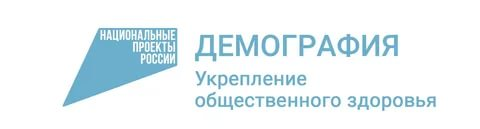 НАЦИОНАЛЬНЫЕ
ПРОЕКТЫ
РОССИИ
ДЕМОГРАФИЯ
Укрепление
общественного здоровья